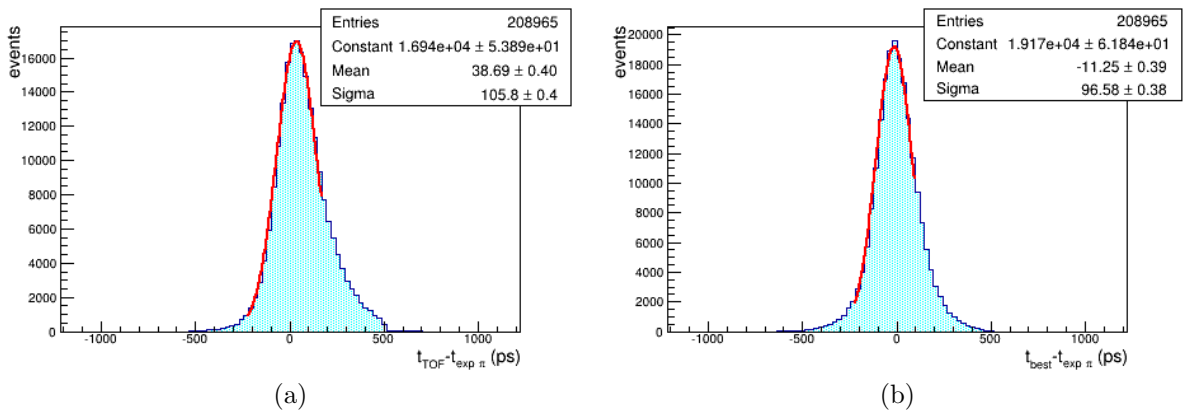 Entries 208965
Constant 1.694e+04 ± 5.389e+01
Mean 38.69 ± 0.40
Sigma 105.8 ± 0.4
events
16000
14000
12000
10000
8000
6000
4000
2000
0
-1000 -500 0 500 1000
t_TOF-t_exp π (ps)
(a)
Entries 208965
Constant 1.917e+04 ± 6.184e+01
Mean -11.25 ± 0.39
Sigma 96.58 ± 0.38
events
20000
18000
16000
14000
12000
10000
8000
6000
4000
2000
0
-1000 -500 0 500 1000
t_best-t_exp π (ps)
(b)